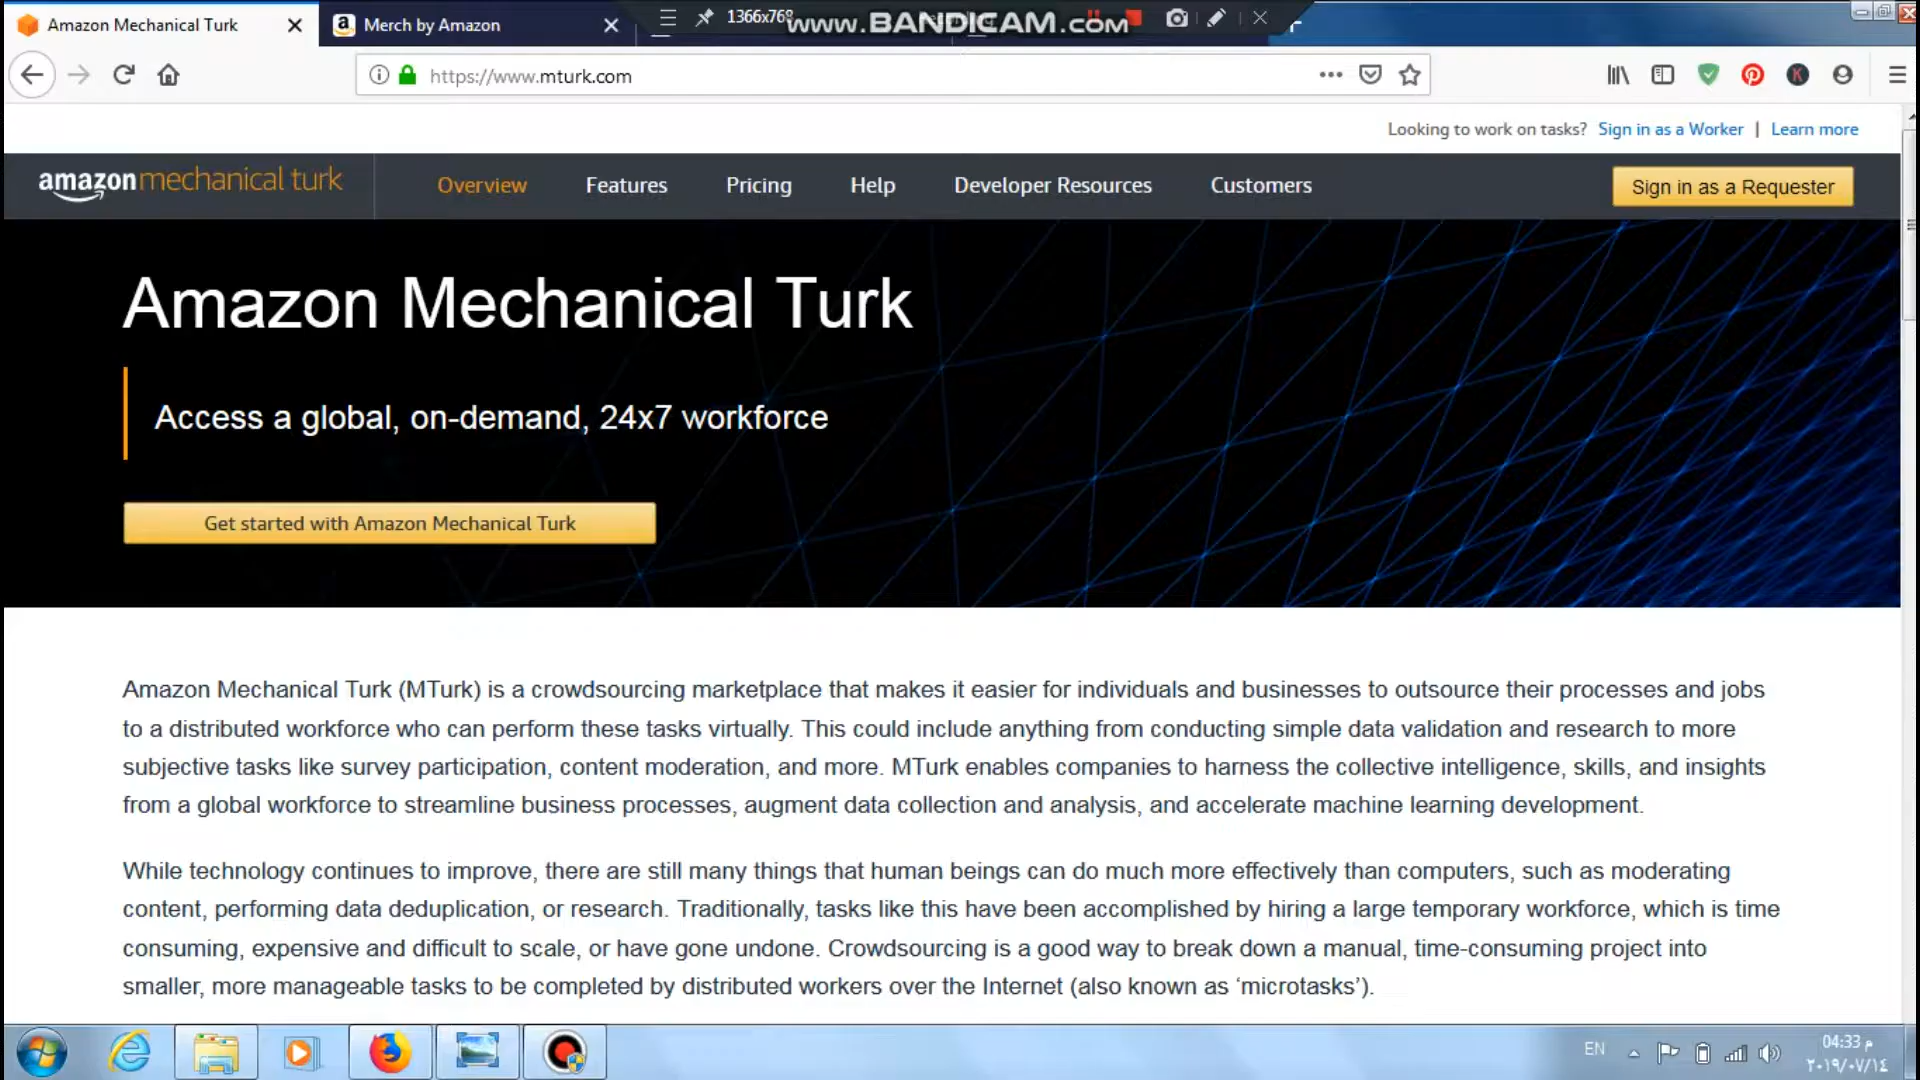 Amazon Mechanical Turk
Merch by Amazon
1366x768
www.BANDICAM.COM
https://www.mturk.com
Looking to work on tasks? Sign in as a Worker | Learn more
amazon mechanical turk
Overview
Features
Pricing
Help
Developer Resources
Customers
Sign in as a Requester
Amazon Mechanical Turk
Access a global, on-demand, 24x7 workforce
Get started with Amazon Mechanical Turk
Amazon Mechanical Turk (MTurk) is a crowdsourcing marketplace that makes it easier for individuals and businesses to outsource their processes and jobs
to a distributed workforce who can perform these tasks virtually. This could include anything from conducting simple data validation and research to more
subjective tasks like survey participation, content moderation, and more. MTurk enables companies to harness the collective intelligence, skills, and insights
from a global workforce to streamline business processes, augment data collection and analysis, and accelerate machine learning development.
While technology continues to improve, there are still many things that human beings can do much more effectively than computers, such as moderating
content, performing data deduplication, or research. Traditionally, tasks like this have been accomplished by hiring a large temporary workforce, which is time
consuming, expensive and difficult to scale, or have gone undone. Crowdsourcing is a good way to break down a manual, time-consuming project into
smaller, more manageable tasks to be completed by distributed workers over the Internet (also known as ‘microtasks’).
EN
04:33 م
٢٠١٩/٠٧/١٤